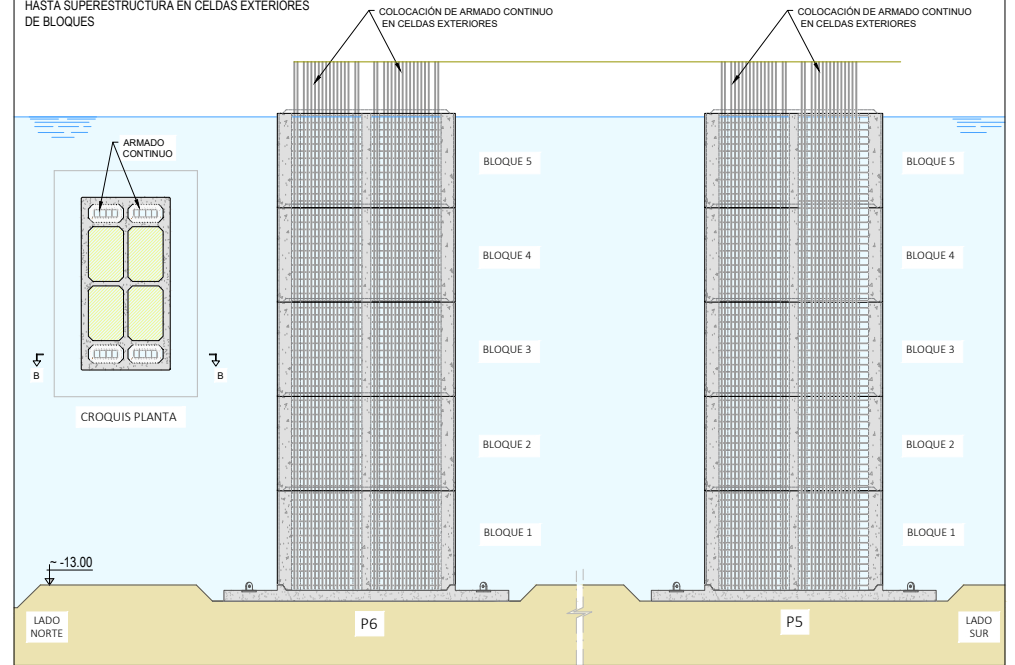 HASTA SUPERESTRUCTURA EN CELDAS EXTERIORES
DE BLOQUES
COLOCACIÓN DE ARMADO CONTINUO
EN CELDAS EXTERIORES
COLOCACIÓN DE ARMADO CONTINUO
EN CELDAS EXTERIORES
ARMADO
CONTINUO
B
B
CROQUIS PLANTA
BLOQUE 5
BLOQUE 4
BLOQUE 3
BLOQUE 2
BLOQUE 1
BLOQUE 5
BLOQUE 4
BLOQUE 3
BLOQUE 2
BLOQUE 1
~ -13.00
LADO
NORTE
P6
P5
LADO
SUR